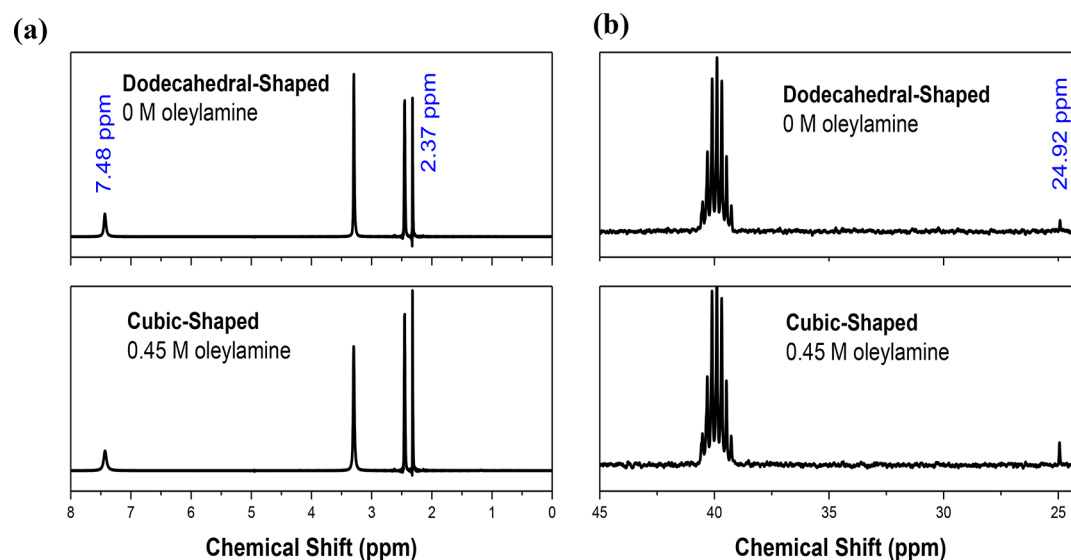 (a)
Dodecahedral-Shaped
0 M oleylamine
7.48 ppm
2.37 ppm
Cubic-Shaped
0.45 M oleylamine
8 7 6 5 4 3 2 1 0
Chemical Shift (ppm)
(b)
Dodecahedral-Shaped
0 M oleylamine
24.92 ppm
Cubic-Shaped
0.45 M oleylamine
45 40 35 30 25
Chemical Shift (ppm)